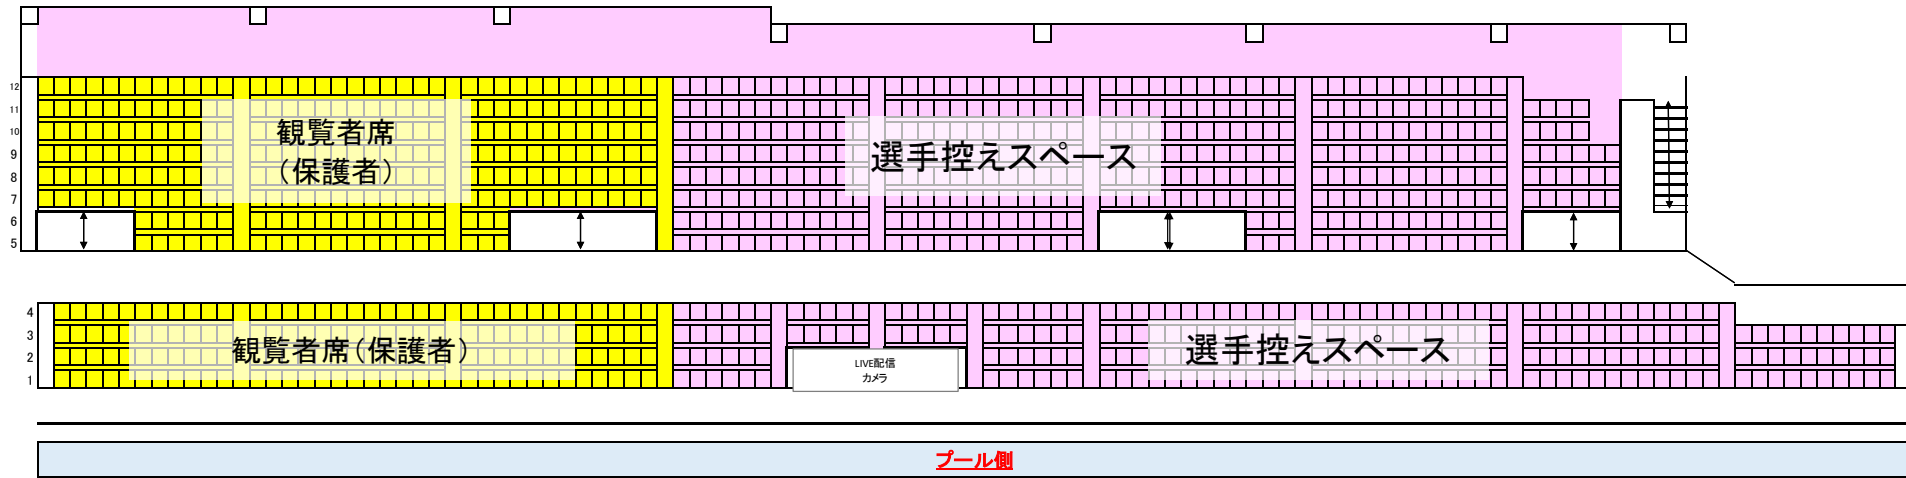 12
11
10
9
8
7
6
5
観覧者席
(保護者)
選手控えスペース
4
3
2
1
観覧者席(保護者)
LIVE配信
カメラ
選手控えスペース
プール側